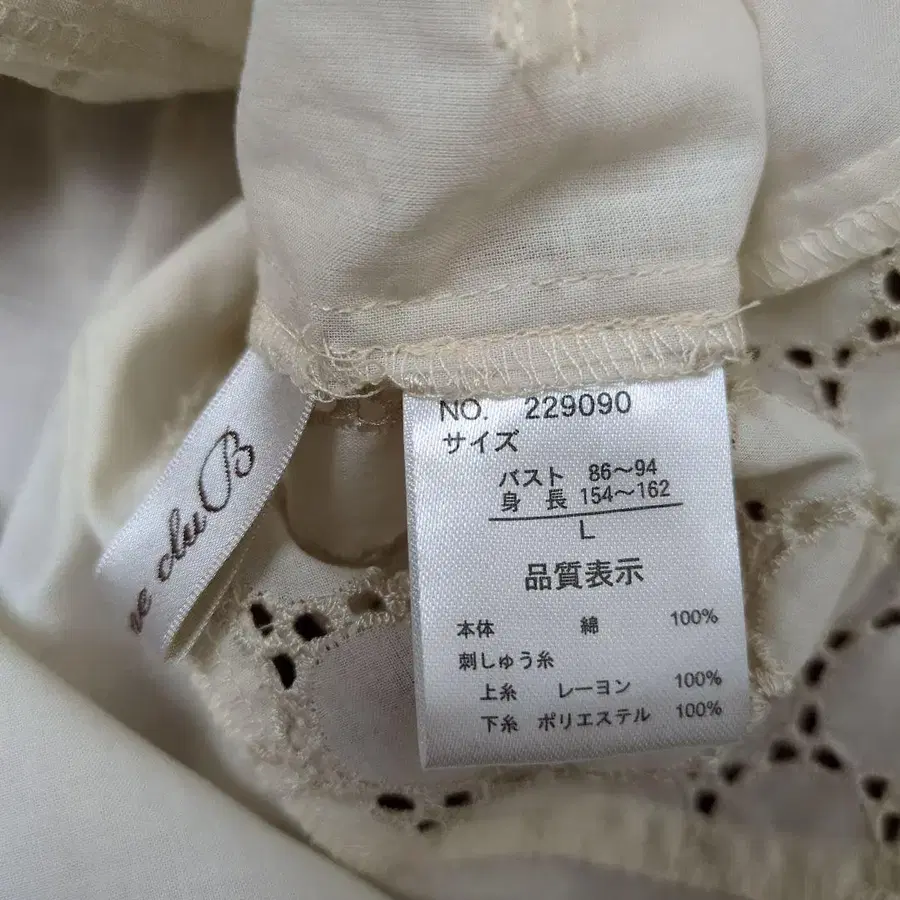 du B
NO. 229090
サイズ
バスト 86～94
身長 154～162
L
品質表示
本体 綿 100%
刺しゅう糸
上糸 レーヨン 100%
下糸 ポリエステル 100%